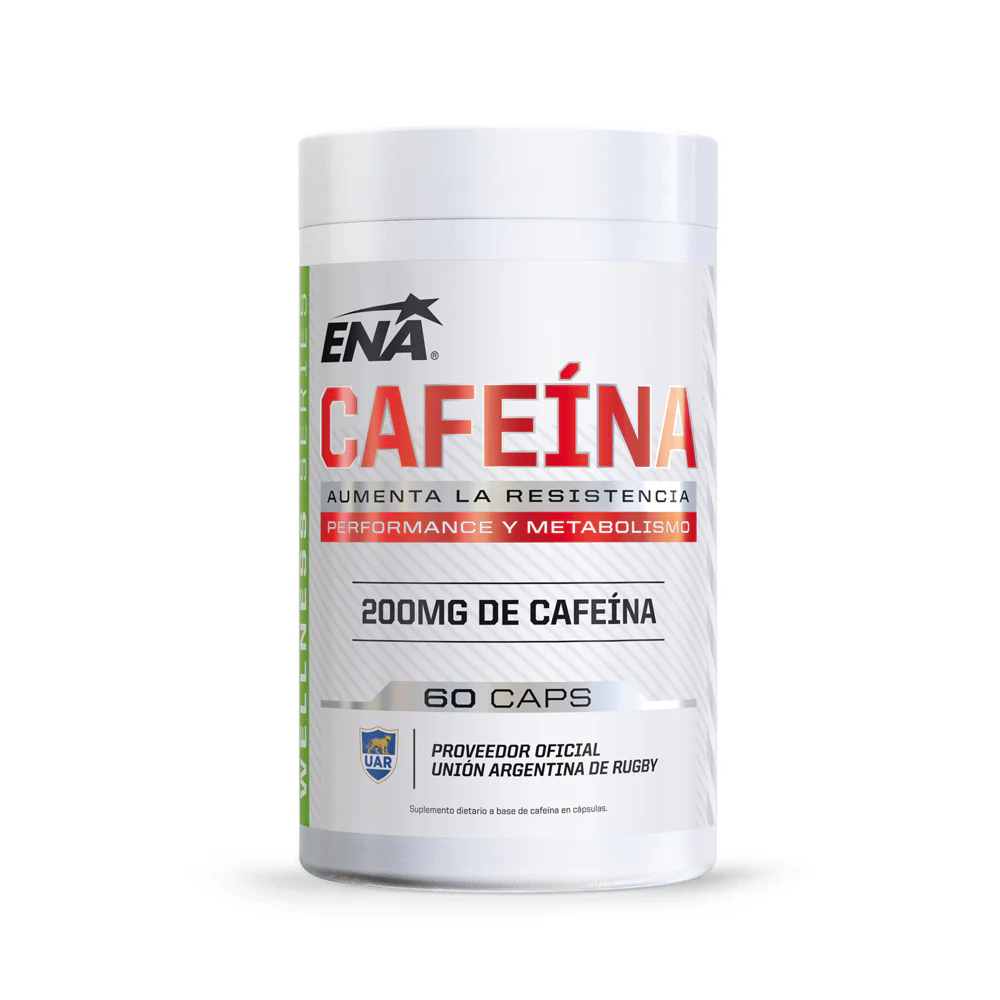 ENA®
CAFEÍNA
AUMENTA LA RESISTENCIA
PERFORMANCE Y METABOLISMO
200MG DE CAFEÍNA
60 CAPS
UAR
PROVEEDOR OFICIAL
UNIÓN ARGENTINA DE RUGBY
Suplemento dietario a base de cafeína en cápsulas.
WELLNESS SERIES